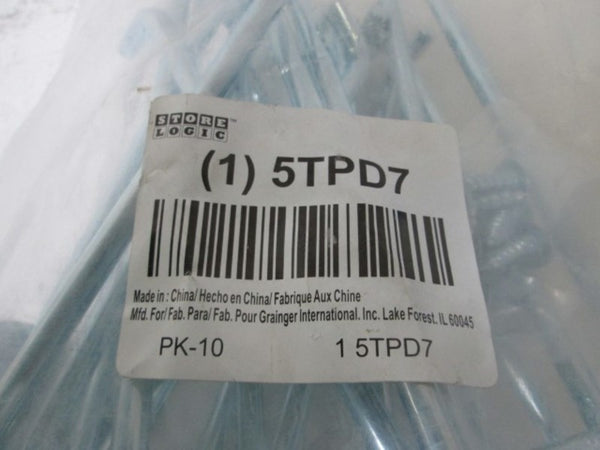 STORE™
LOGIC
(1) 5TPD7
Made in : China/ Hecho en China/ Fabrique Aux Chine
Mfd. For/ Fab. Para/ Fab. Pour Grainger International. Inc. Lake Forest. IL 60045
PK-10 1 5TPD7